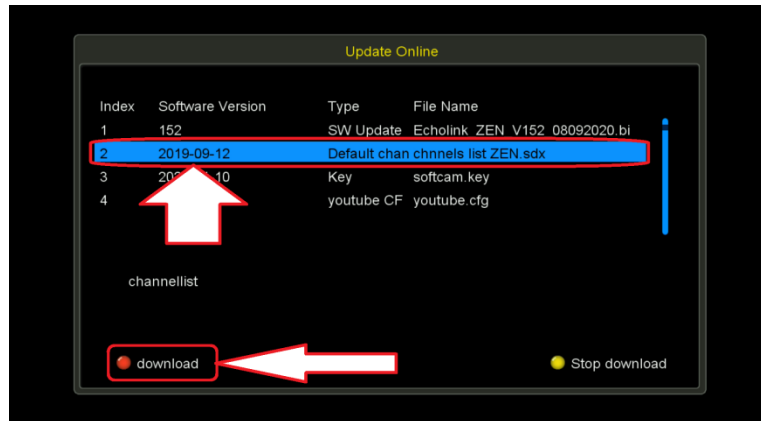 Update Online
Index Software Version Type File Name
1 152 SW Update Echolink_ZEN_V152_08092020.bi
2 2019-09-12 Default chan chnnels list ZEN.sdx
3 10 Key softcam.key
4 youtube CF youtube.cfg
channellist
download Stop download